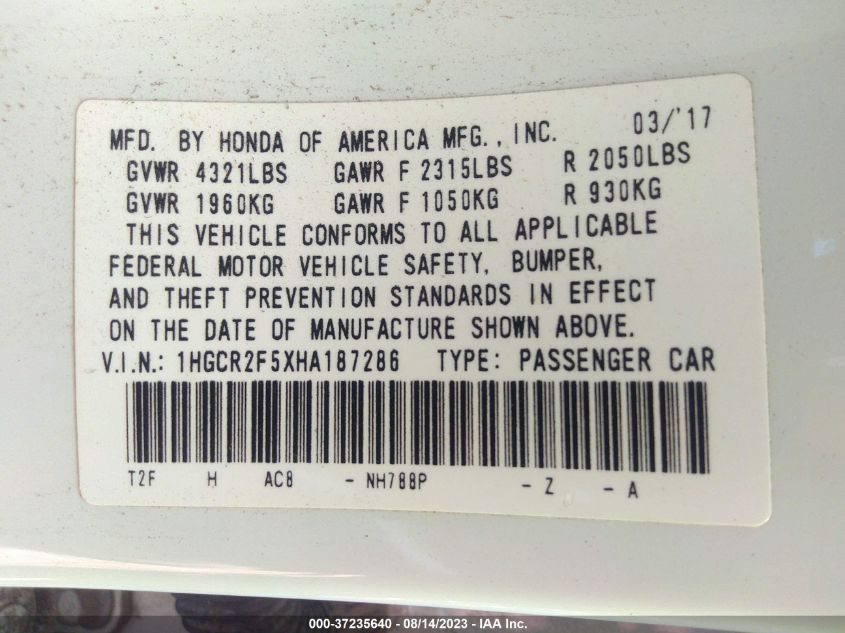 MFD. BY HONDA OF AMERICA MFG., INC. 03/'17
GVWR 4321LBS GAWR F 2315LBS R 2050LBS
GVWR 1960KG GAWR F 1050KG R 930KG
THIS VEHICLE CONFORMS TO ALL APPLICABLE
FEDERAL MOTOR VEHICLE SAFETY, BUMPER,
AND THEFT PREVENTION STANDARDS IN EFFECT
ON THE DATE OF MANUFACTURE SHOWN ABOVE.
V.I.N.: 1HGCR2F5XHA187286 TYPE: PASSENGER CAR
T2F H AC8 - NH788P - Z - A
000-37235640 - 08/14/2023 - IAA Inc.